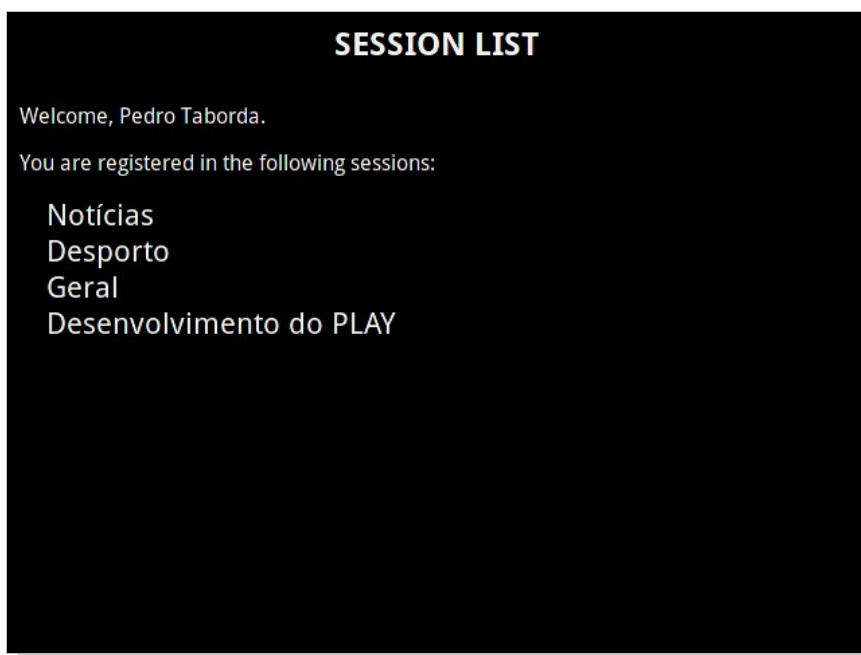 SESSION LIST
Welcome, Pedro Taborda.
You are registered in the following sessions:
Notícias
Desporto
Geral
Desenvolvimento do PLAY